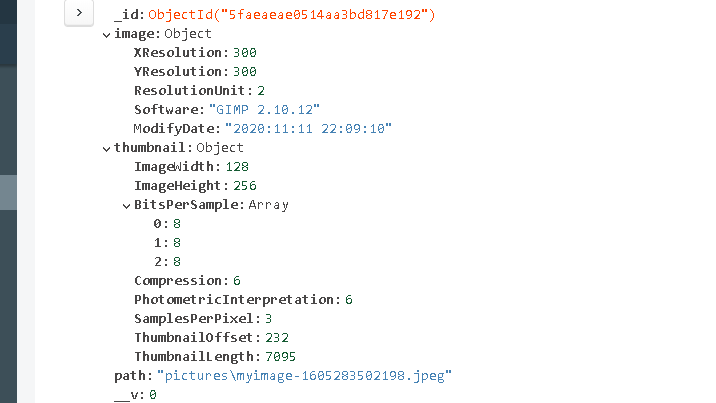 _id: ObjectId("5faeaeae0514aa3bd817e192")
image: Object
XResolution: 300
YResolution: 300
ResolutionUnit: 2
Software: "GIMP 2.10.12"
ModifyDate: "2020:11:11 22:09:10"
thumbnail: Object
ImageWidth: 128
ImageHeight: 256
BitsPerSample: Array
0: 8
1: 8
2: 8
Compression: 6
PhotometricInterpretation: 6
SamplesPerPixel: 3
ThumbnailOffset: 232
ThumbnailLength: 7095
path: "pictures\myimage-1605283502198.jpeg"
__v: 0